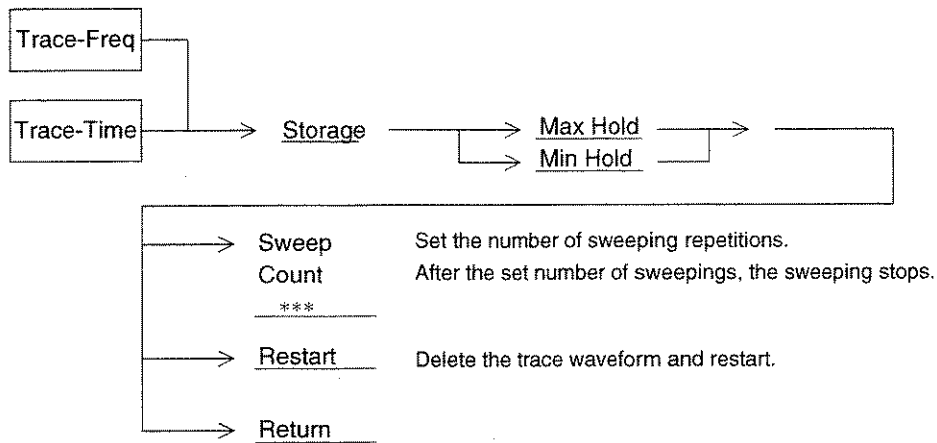 Trace-Freq
Trace-Time
Storage
Max Hold
Min Hold
Sweep Set the number of sweeping repetitions.
Count After the set number of sweepings, the sweeping stops.
***
Restart Delete the trace waveform and restart.
Return